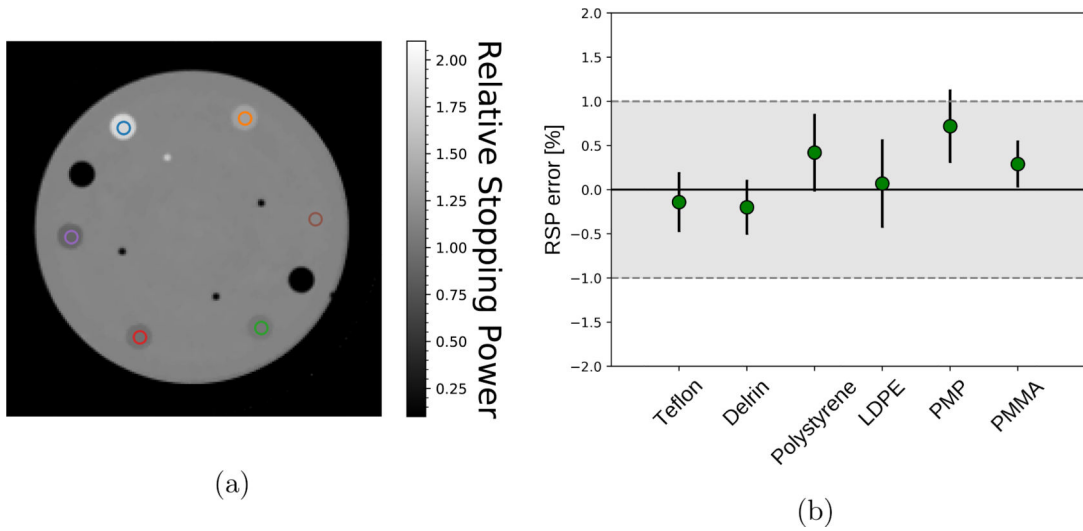 2.00
1.75
1.50
1.25
1.00
0.75
0.50
0.25
Relative Stopping Power
(a)
RSP error [%]
2.0
1.5
1.0
0.5
0.0
−0.5
−1.0
−1.5
−2.0
Teflon
Delrin
Polystyrene
LDPE
PMP
PMMA
(b)